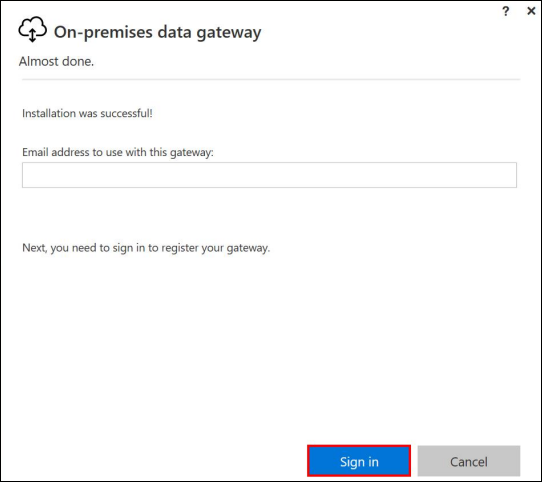 ? ×
On-premises data gateway
Almost done.
Installation was successful!
Email address to use with this gateway:
Next, you need to sign in to register your gateway.
Sign in Cancel